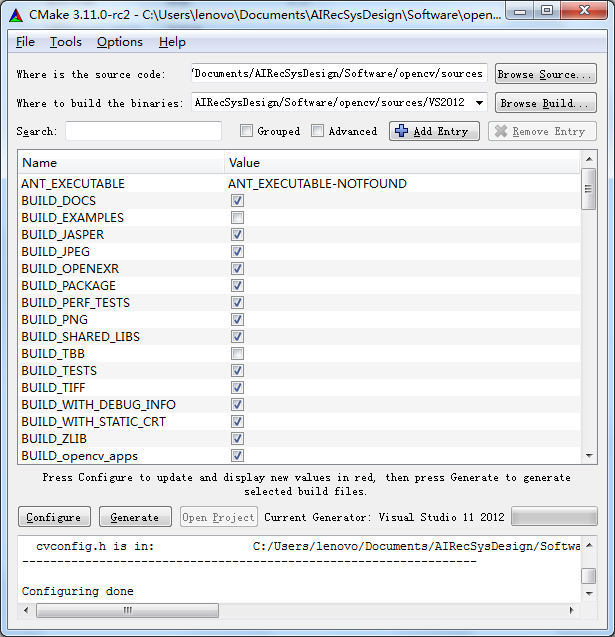 CMake 3.11.0-rc2 - C:\Users\lenovo\Documents\AIRecSysDesign\Software\open...
File Tools Options Help
Where is the source code: /Documents/AIRecSysDesign/Software/opencv/sources Browse Source...
Where to build the binaries: AIRecSysDesign/Software/opencv/sources/VS2012 Browse Build...
Search: Grouped Advanced Add Entry Remove Entry
Name Value
ANT_EXECUTABLE ANT_EXECUTABLE-NOTFOUND
BUILD_DOCS
BUILD_EXAMPLES
BUILD_JASPER
BUILD_JPEG
BUILD_OPENEXR
BUILD_PACKAGE
BUILD_PERF_TESTS
BUILD_PNG
BUILD_SHARED_LIBS
BUILD_TBB
BUILD_TESTS
BUILD_TIFF
BUILD_WITH_DEBUG_INFO
BUILD_WITH_STATIC_CRT
BUILD_ZLIB
BUILD_opencv_apps
Press Configure to update and display new values in red, then press Generate to generate
selected build files.
Configure Generate Open Project Current Generator: Visual Studio 11 2012
cvconfig.h is in: C:/Users/lenovo/Documents/AIRecSysDesign/Softwa
-----------------------------------------------------------------
Configuring done